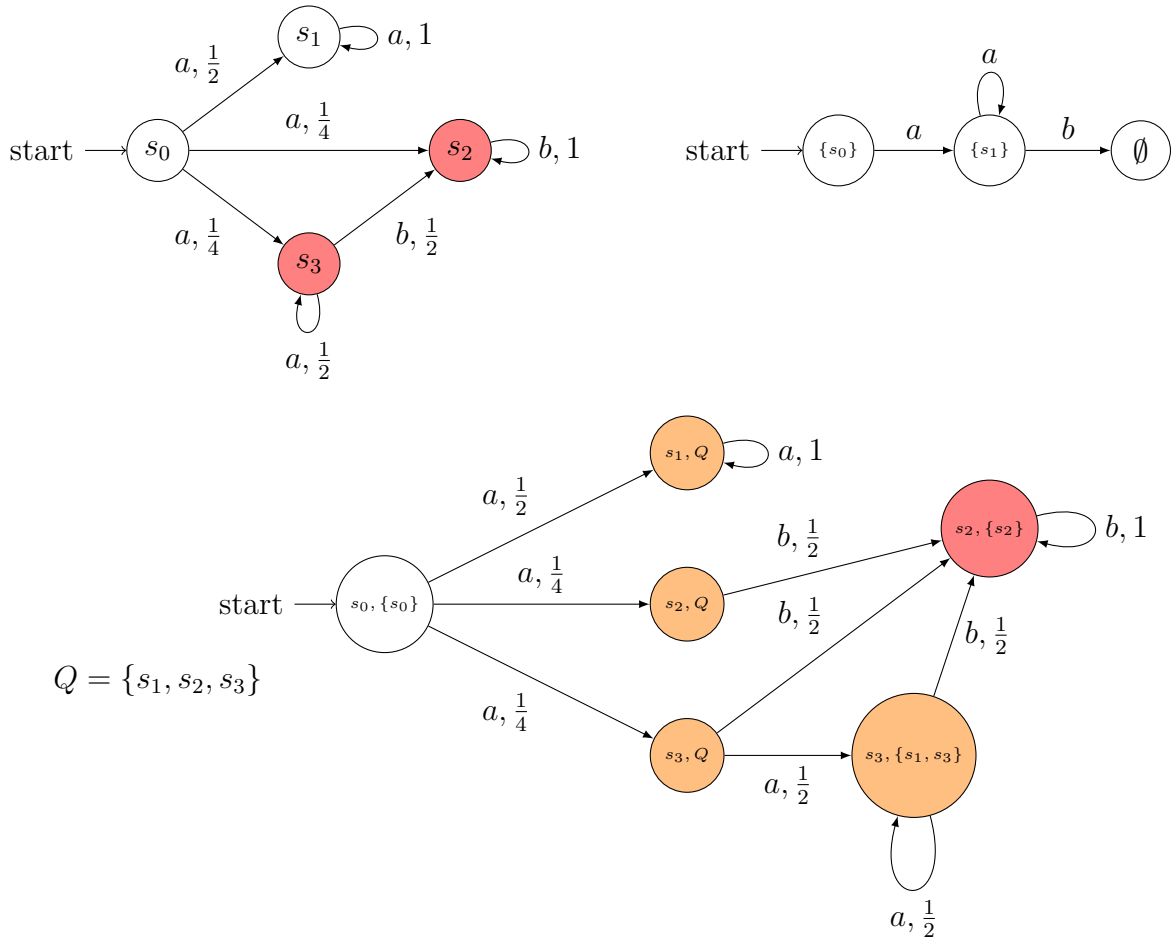 s₁
a, 1
a, 1/2
start
s₀
a, 1/4
s₂
b, 1
a, 1/4
b, 1/2
s₃
a, 1/2
start
{s₀}
a
{s₁}
a
b
∅
s₁, Q
a, 1
a, 1/2
s₂, {s₂}
b, 1
b, 1/2
start
s₀, {s₀}
a, 1/4
s₂, Q
b, 1/2
b, 1/2
Q = {s₁, s₂, s₃}
a, 1/4
s₃, Q
a, 1/2
s₃, {s₁, s₃}
a, 1/2